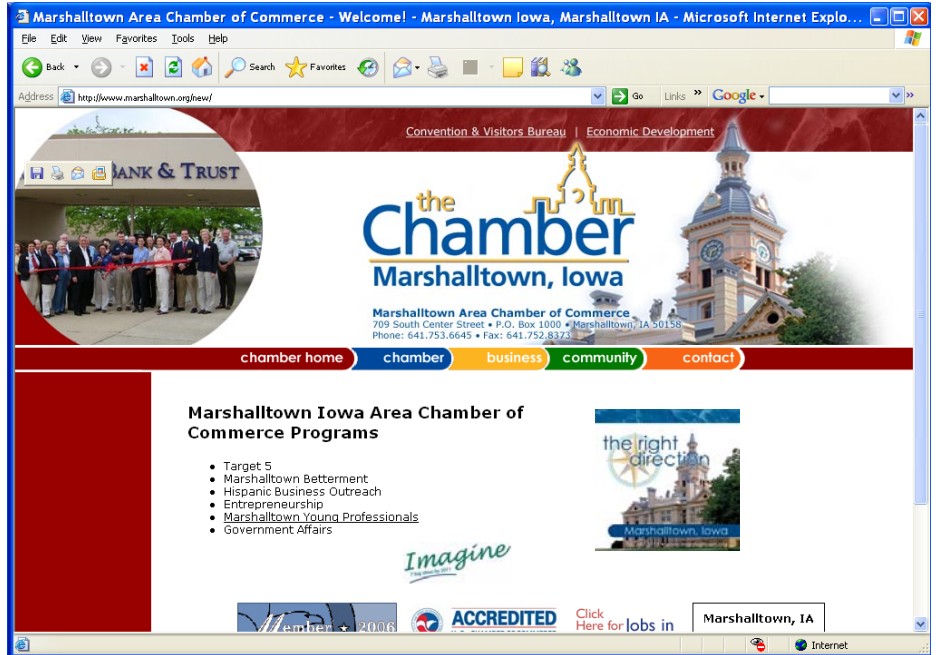 Marshalltown Area Chamber of Commerce - Welcome! - Marshalltown Iowa, Marshalltown IA - Microsoft Internet Explo...
File Edit View Favorites Tools Help
Back Search Favorites
Address http://www.marshalltown.org/new/ Go Links » Google »
Convention & Visitors Bureau | Economic Development
BANK & TRUST
the
Chamber
Marshalltown, Iowa
Marshalltown Area Chamber of Commerce
709 South Center Street • P.O. Box 1000 • Marshalltown, IA 50158
Phone: 641.753.6645 • Fax: 641.752.8373
chamber home chamber business community contact
Marshalltown Iowa Area Chamber of
Commerce Programs
• Target 5
• Marshalltown Betterment
• Hispanic Business Outreach
• Entrepreneurship
• Marshalltown Young Professionals
• Government Affairs
the right
direction
Marshalltown, Iowa
Imagine
Member 2006
ACCREDITED
Click
Here for Jobs in
Marshalltown, IA
Internet